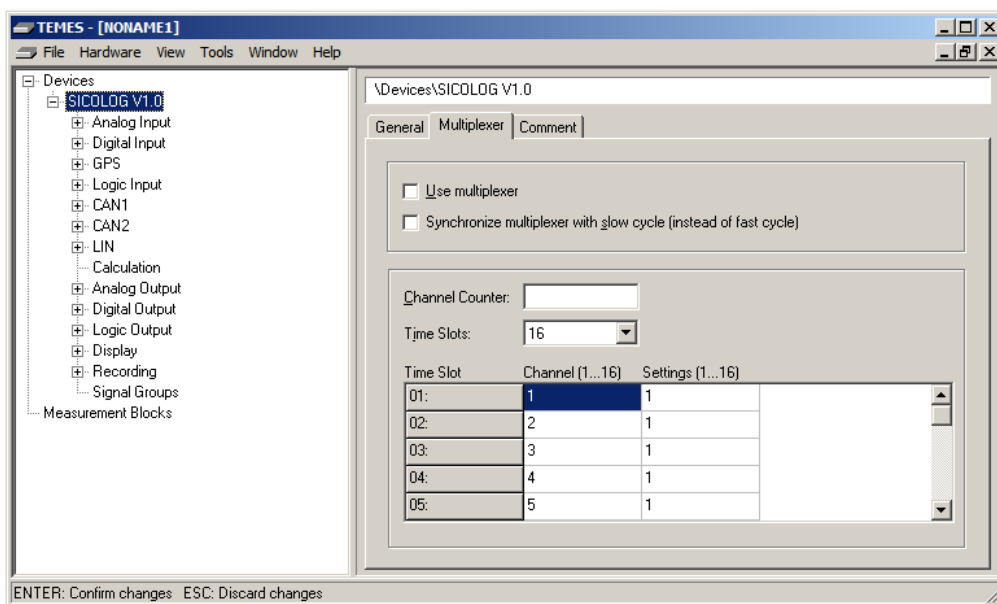 TEMES - [NONAME1]
File Hardware View Tools Window Help
Devices
SICOLOG V1.0
Analog Input
Digital Input
GPS
Logic Input
CAN1
CAN2
LIN
Calculation
Analog Output
Digital Output
Logic Output
Display
Recording
Signal Groups
Measurement Blocks
\Devices\SICOLOG V1.0
General Multiplexer Comment
Use multiplexer
Synchronize multiplexer with slow cycle (instead of fast cycle)
Channel Counter:
Time Slots: 16
Time Slot Channel (1...16) Settings (1...16)
01: 1 1
02: 2 1
03: 3 1
04: 4 1
05: 5 1
ENTER: Confirm changes ESC: Discard changes